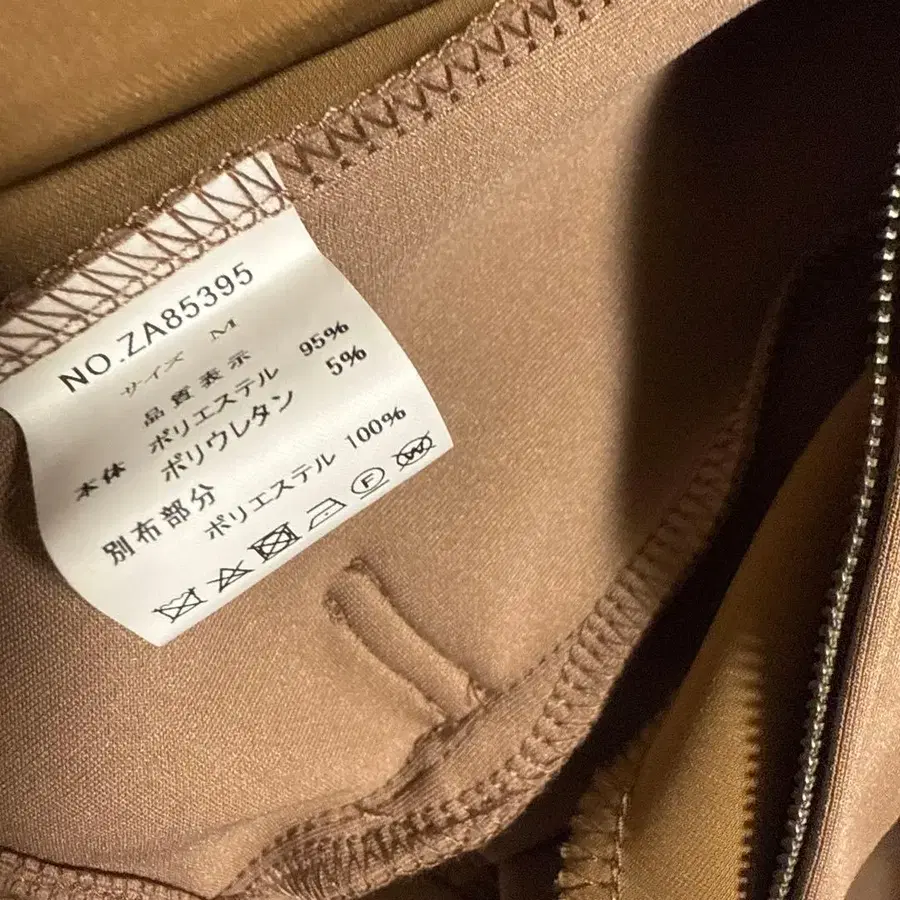 NO.ZA85395
サイズ M
品質表示
本体 ポリエステル 95%
ポリウレタン 5%
別布部分
ポリエステル 100%
F W